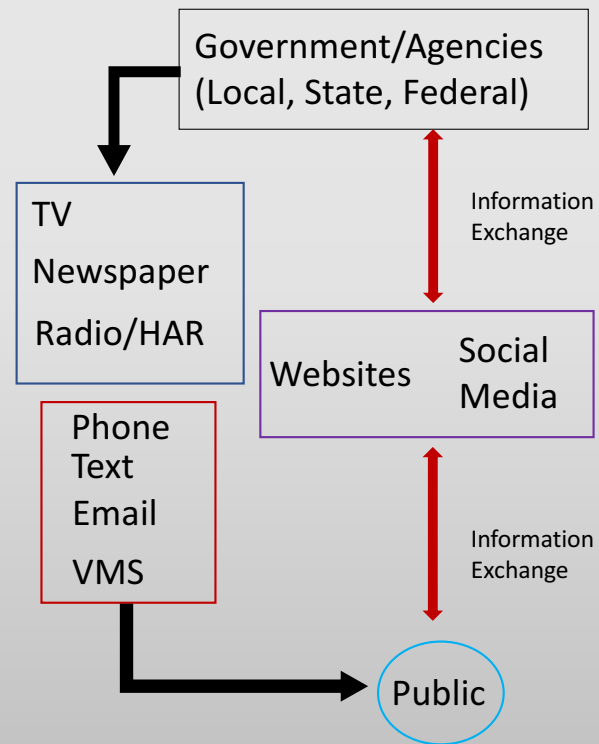 Government/Agencies
(Local, State, Federal)
TV
Newspaper
Radio/HAR
Information
Exchange
Websites
Social
Media
Phone
Text
Email
VMS
Information
Exchange
Public